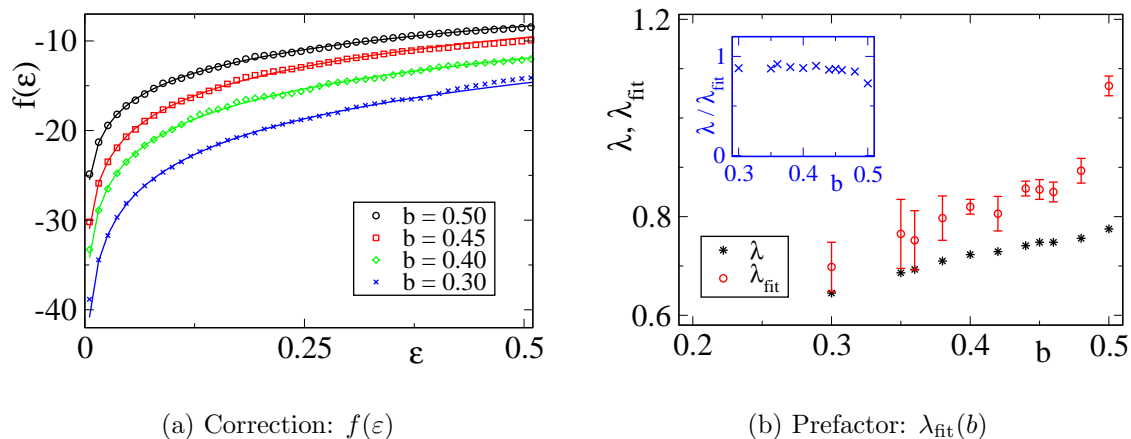 -10
-20
-30
-40
f(ε)
0
0.25
0.5
ε
b = 0.50
b = 0.45
b = 0.40
b = 0.30
(a) Correction: f(ε)
1.2
1.0
0.8
0.6
λ, λfit
0.2
0.3
0.4
0.5
b
λ
λfit
1
0
λ / λfit
0.3
0.4
0.5
b
(b) Prefactor: λfit(b)